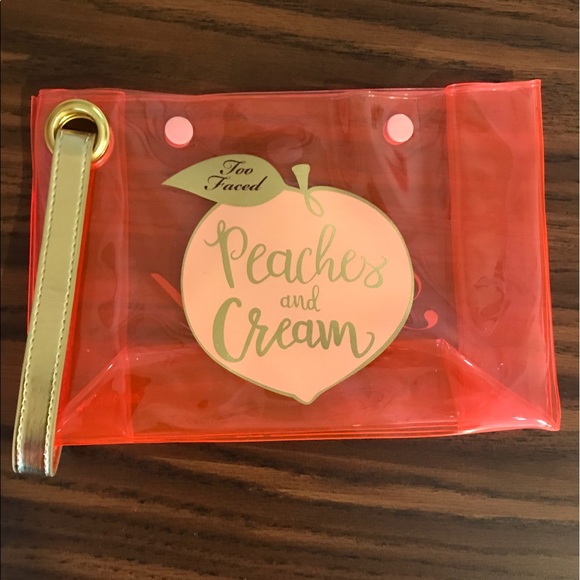 Too
Faced
Peaches
and
Cream